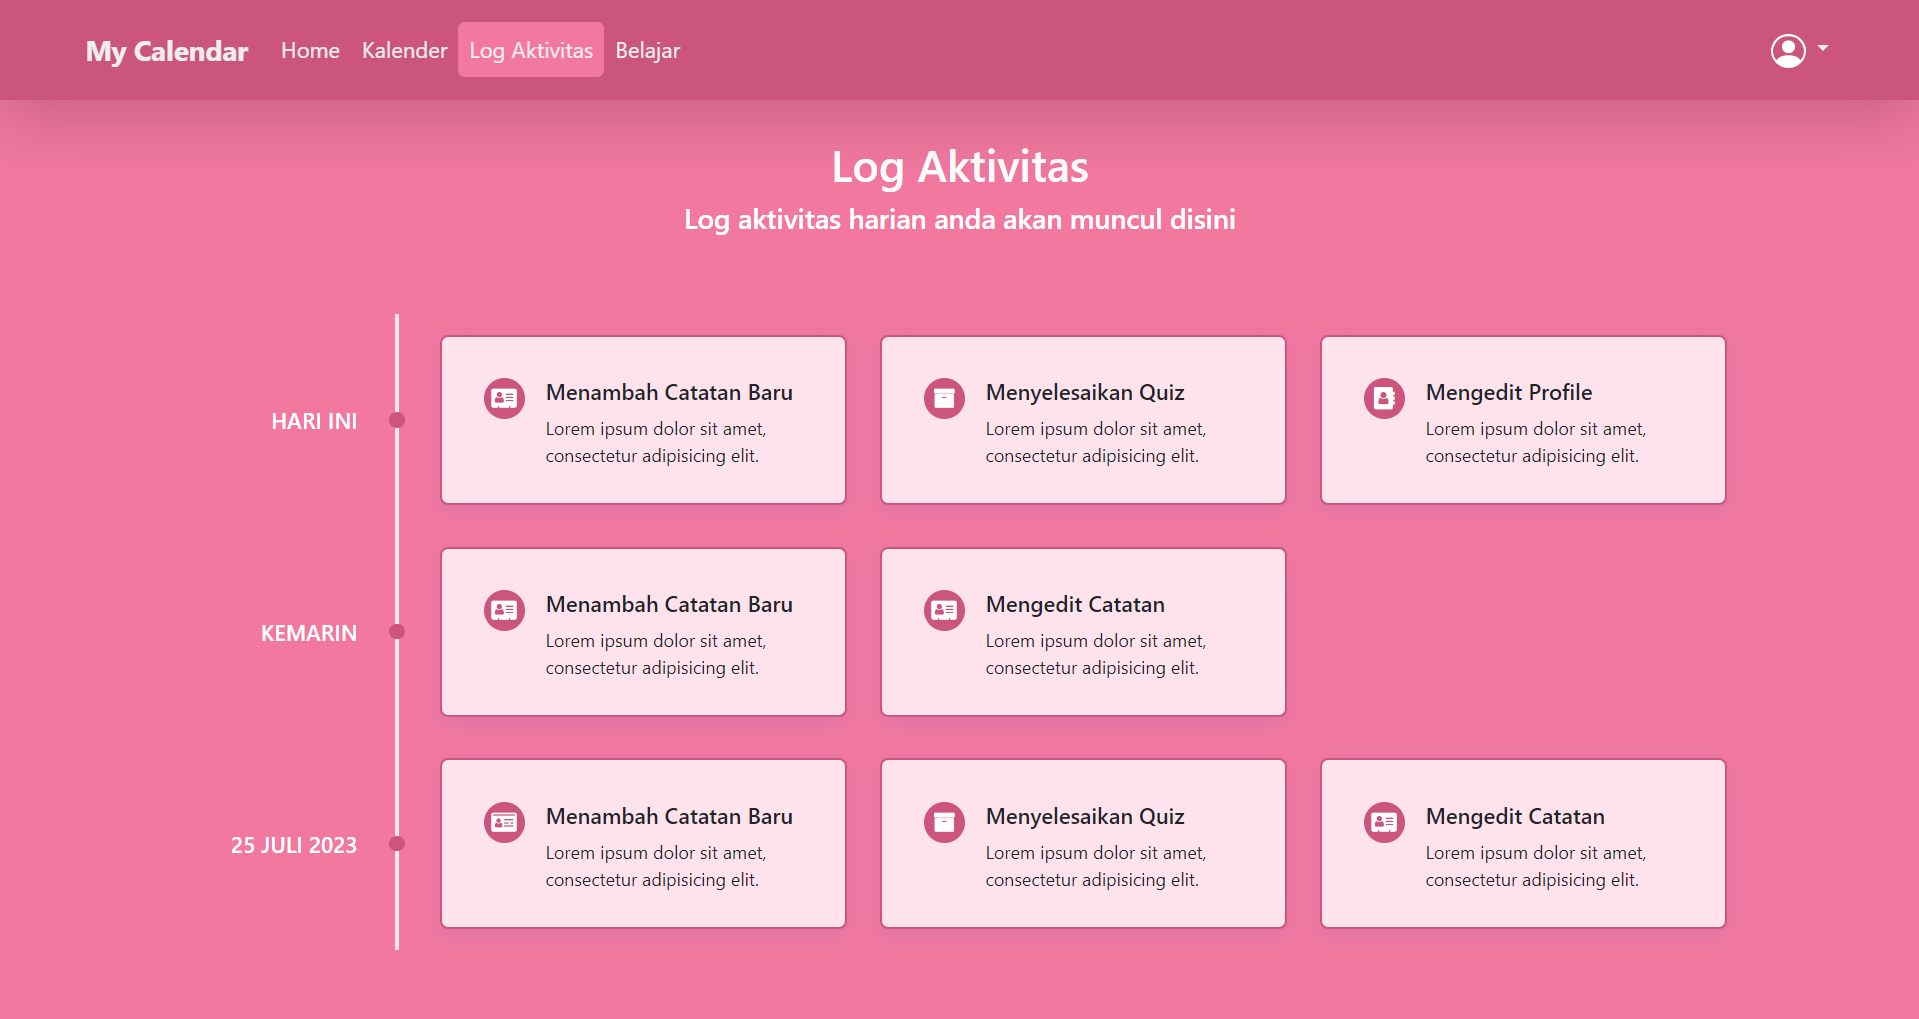 My Calendar
Home
Kalender
Log Aktivitas
Belajar
Log Aktivitas
Log aktivitas harian anda akan muncul disini
HARI INI
Menambah Catatan Baru
Lorem ipsum dolor sit amet,
consectetur adipisicing elit.
Menyelesaikan Quiz
Lorem ipsum dolor sit amet,
consectetur adipisicing elit.
Mengedit Profile
Lorem ipsum dolor sit amet,
consectetur adipisicing elit.
KEMARIN
Menambah Catatan Baru
Lorem ipsum dolor sit amet,
consectetur adipisicing elit.
Mengedit Catatan
Lorem ipsum dolor sit amet,
consectetur adipisicing elit.
25 JULI 2023
Menambah Catatan Baru
Lorem ipsum dolor sit amet,
consectetur adipisicing elit.
Menyelesaikan Quiz
Lorem ipsum dolor sit amet,
consectetur adipisicing elit.
Mengedit Catatan
Lorem ipsum dolor sit amet,
consectetur adipisicing elit.